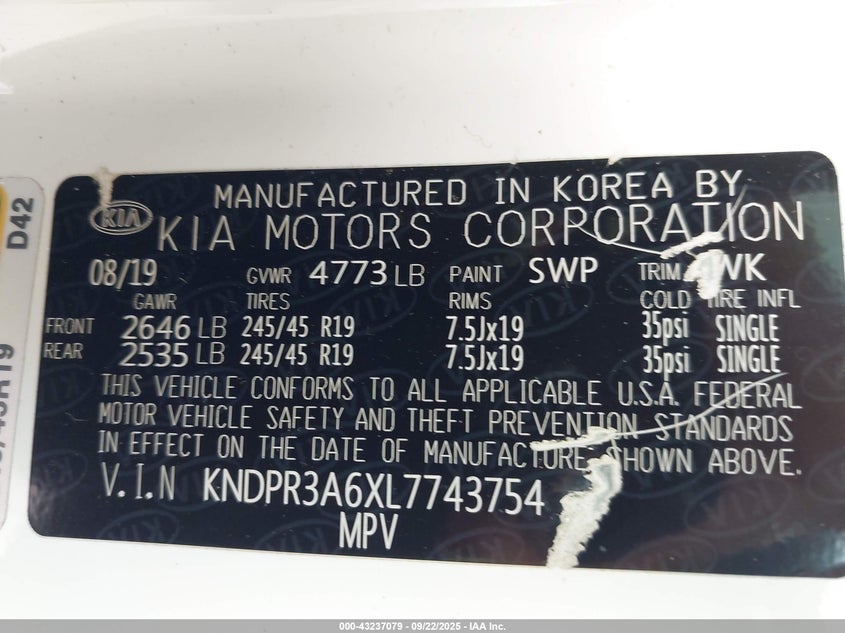 MANUFACTURED IN KOREA BY
KIA
KIA MOTORS CORPORATION
08/19 GVWR 4773 LB PAINT SWP TRIM WK
GAWR TIRES RIMS COLD TIRE INFL
FRONT 2646 LB 245/45 R19 7.5Jx19 35psi SINGLE
REAR 2535 LB 245/45 R19 7.5Jx19 35psi SINGLE
THIS VEHICLE CONFORMS TO ALL APPLICABLE U.S.A. FEDERAL
MOTOR VEHICLE SAFETY AND THEFT PREVENTION STANDARDS
IN EFFECT ON THE DATE OF MANUFACTURE SHOWN ABOVE.
V.I.N KNDPR3A6XL7743754
MPV
D42
000-43237079 - 09/22/2025 - IAA Inc.